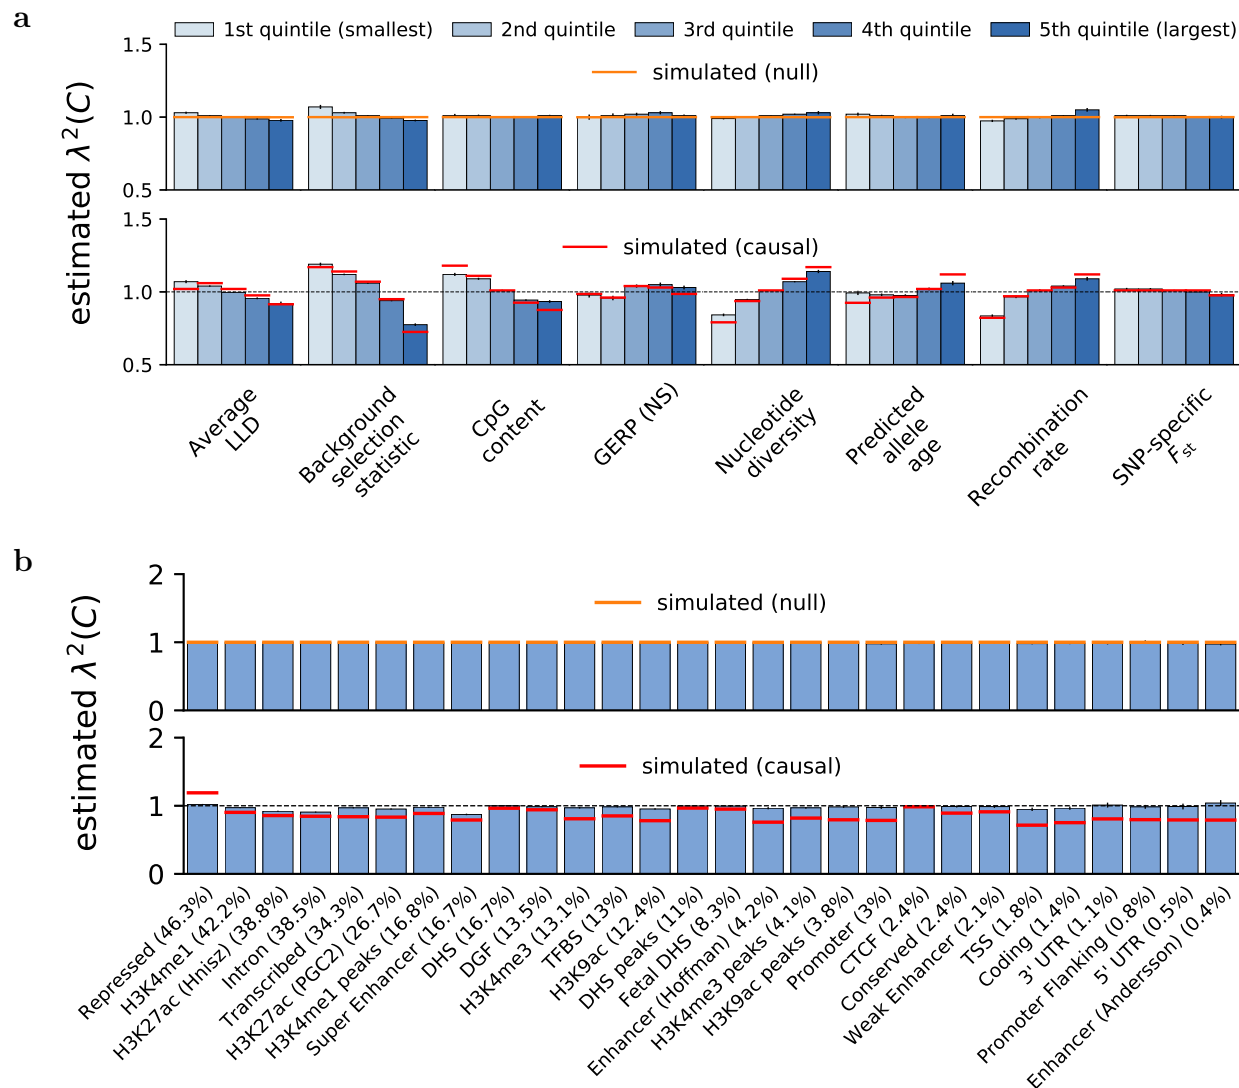 a
1st quintile (smallest) 2nd quintile 3rd quintile 4th quintile 5th quintile (largest)
1.5
simulated (null)
1.0
0.5
estimated λ²(C)
1.5
simulated (causal)
1.0
0.5
Average
LLD
Background
selection
statistic
CpG
content
GERP (NS)
Nucleotide
diversity
Predicted
allele
age
Recombination
rate
SNP-specific
Fst
b
2
simulated (null)
1
0
estimated λ²(C)
2
simulated (causal)
1
0
Repressed (46.3%)
H3K4me1 (42.2%)
H3K27ac (Hnisz) (38.8%)
Intron (38.5%)
Transcribed (34.3%)
H3K27ac (PGC2) (26.7%)
H3K4me1 peaks (16.8%)
Super Enhancer (16.7%)
DHS (16.7%)
DGF (13.5%)
H3K4me3 (13.1%)
TFBS (13%)
H3K9ac (12.4%)
DHS peaks (11%)
Fetal DHS (8.3%)
Enhancer (Hoffman) (4.2%)
H3K4me3 peaks (4.1%)
H3K9ac peaks (3.8%)
Promoter (3%)
CTCF (2.4%)
Conserved (2.4%)
Weak Enhancer (2.1%)
TSS (1.8%)
Coding (1.4%)
3' UTR (1.1%)
Promoter Flanking (0.8%)
5' UTR (0.5%)
Enhancer (Andersson) (0.4%)